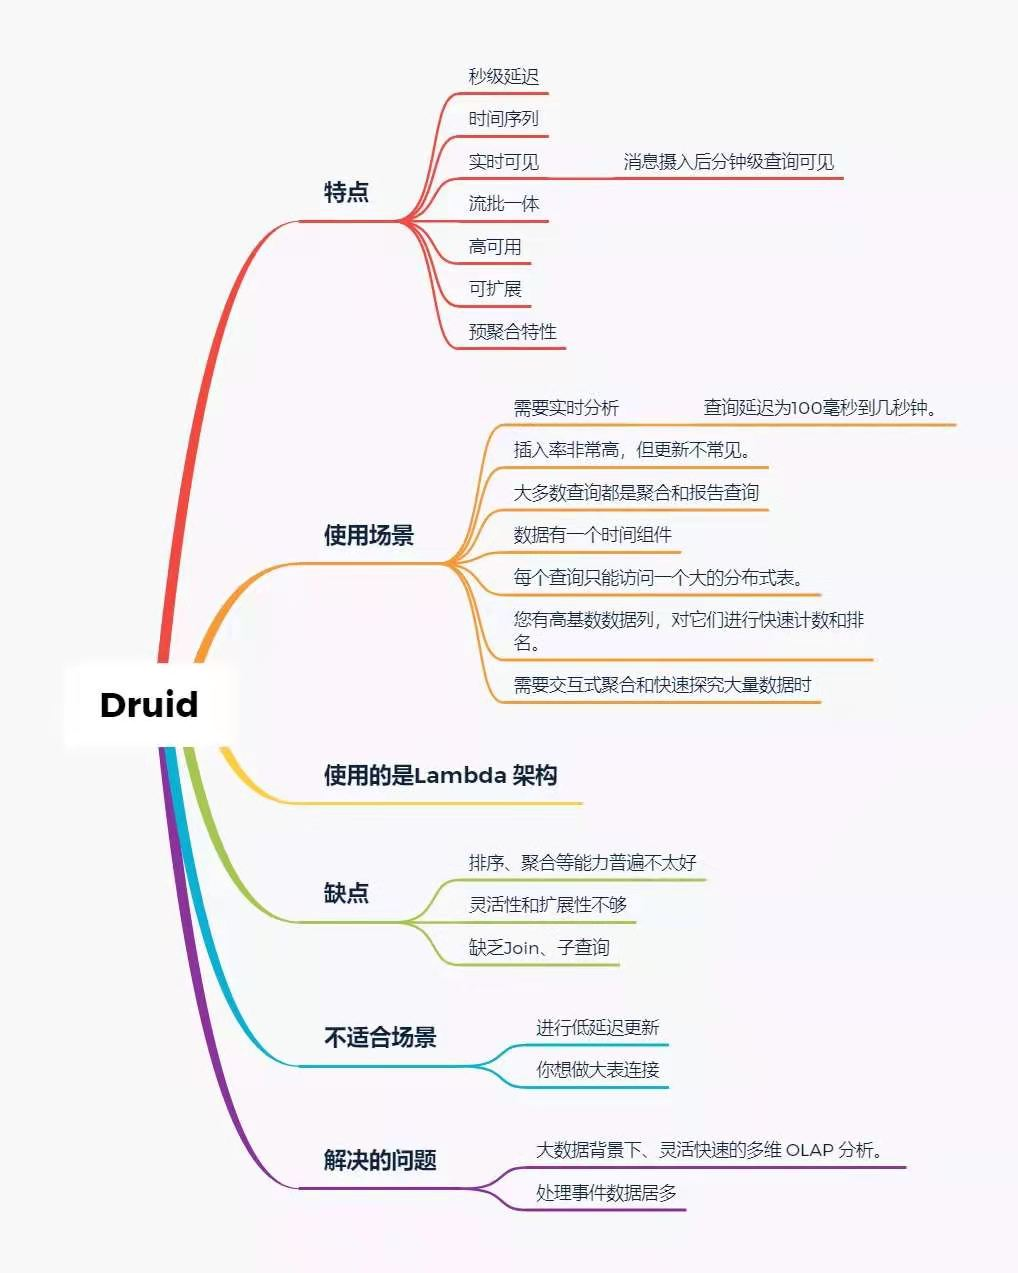 Druid
特点
秒级延迟
时间序列
实时可见
消息摄入后分钟级查询可见
流批一体
高可用
可扩展
预聚合特性
使用场景
需要实时分析
查询延迟为100毫秒到几秒钟。
插入率非常高，但更新不常见。
大多数查询都是聚合和报告查询
数据有一个时间组件
每个查询只能访问一个大的分布式表。
您有高基数数据列，对它们进行快速计数和排
名。
需要交互式聚合和快速探究大量数据时
使用的是Lambda 架构
缺点
排序、聚合等能力普遍不太好
灵活性和扩展性不够
缺乏Join、子查询
不适合场景
进行低延迟更新
你想做大表连接
解决的问题
大数据背景下、灵活快速的多维 OLAP 分析。
处理事件数据居多